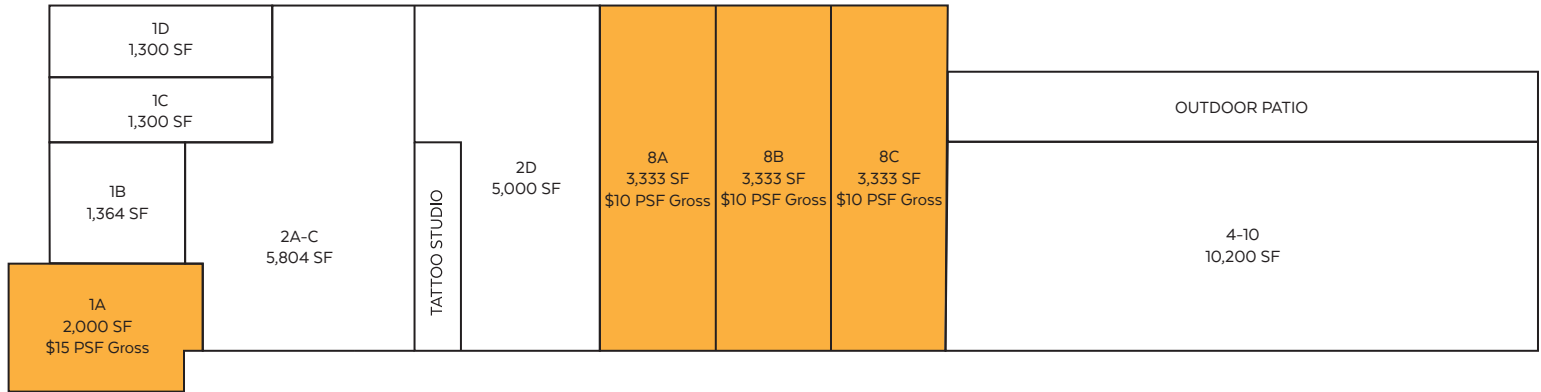 1D
1,300 SF
1C
1,300 SF
1B
1,364 SF
1A
2,000 SF
$15 PSF Gross
2A-C
5,804 SF
TATTOO STUDIO
2D
5,000 SF
8A
3,333 SF
$10 PSF Gross
8B
3,333 SF
$10 PSF Gross
8C
3,333 SF
$10 PSF Gross
OUTDOOR PATIO
4-10
10,200 SF